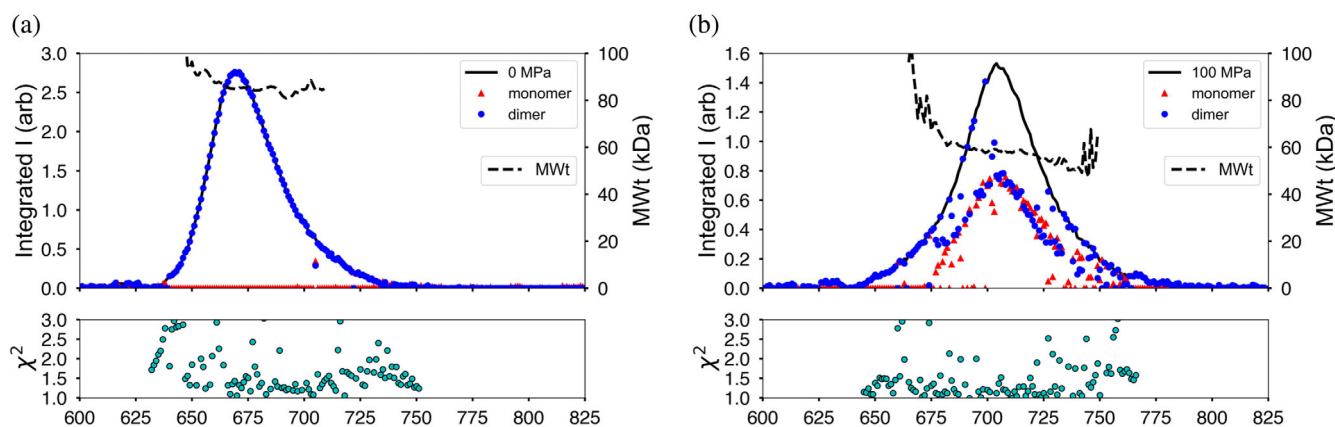 (a)
3.0
2.5
2.0
1.5
1.0
0.5
0.0
Integrated I (arb)
100
80
60
40
20
0
MWt (kDa)
0 MPa
monomer
dimer
MWt
3.0
2.5
2.0
1.5
1.0
χ²
600 625 650 675 700 725 750 775 800 825
(b)
1.6
1.4
1.2
1.0
0.8
0.6
0.4
0.2
0.0
Integrated I (arb)
100
80
60
40
20
0
MWt (kDa)
100 MPa
monomer
dimer
MWt
3.0
2.5
2.0
1.5
1.0
χ²
600 625 650 675 700 725 750 775 800 825